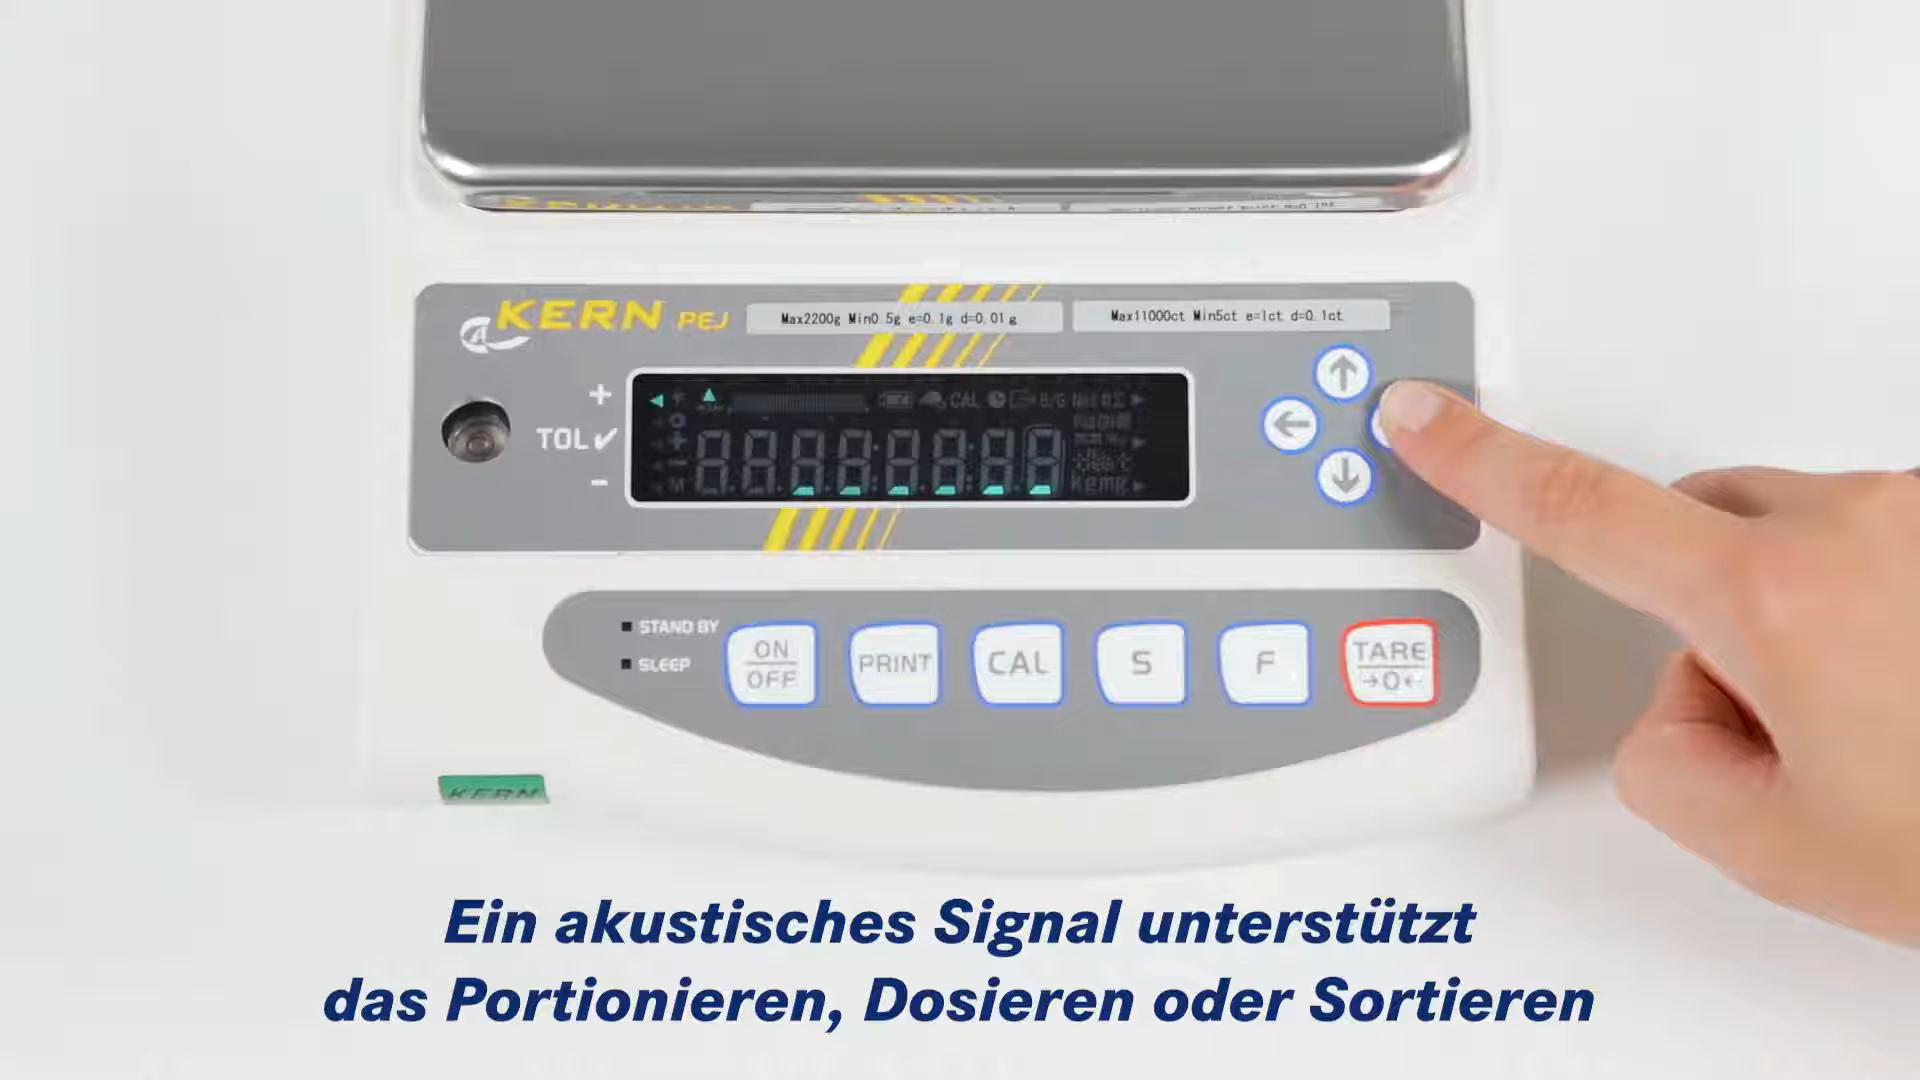 KERN PEJ
Max2200g Min0.5g e=0.1g d=0.01g
Max11000ct Min5ct e=1ct d=0.1ct
+
TOL✓
-
CAL
B/G
STAND BY
SLEEP
ON
OFF
PRINT
CAL
S
F
TARE
→0←
KERN
Ein akustisches Signal unterstützt
das Portionieren, Dosieren oder Sortieren